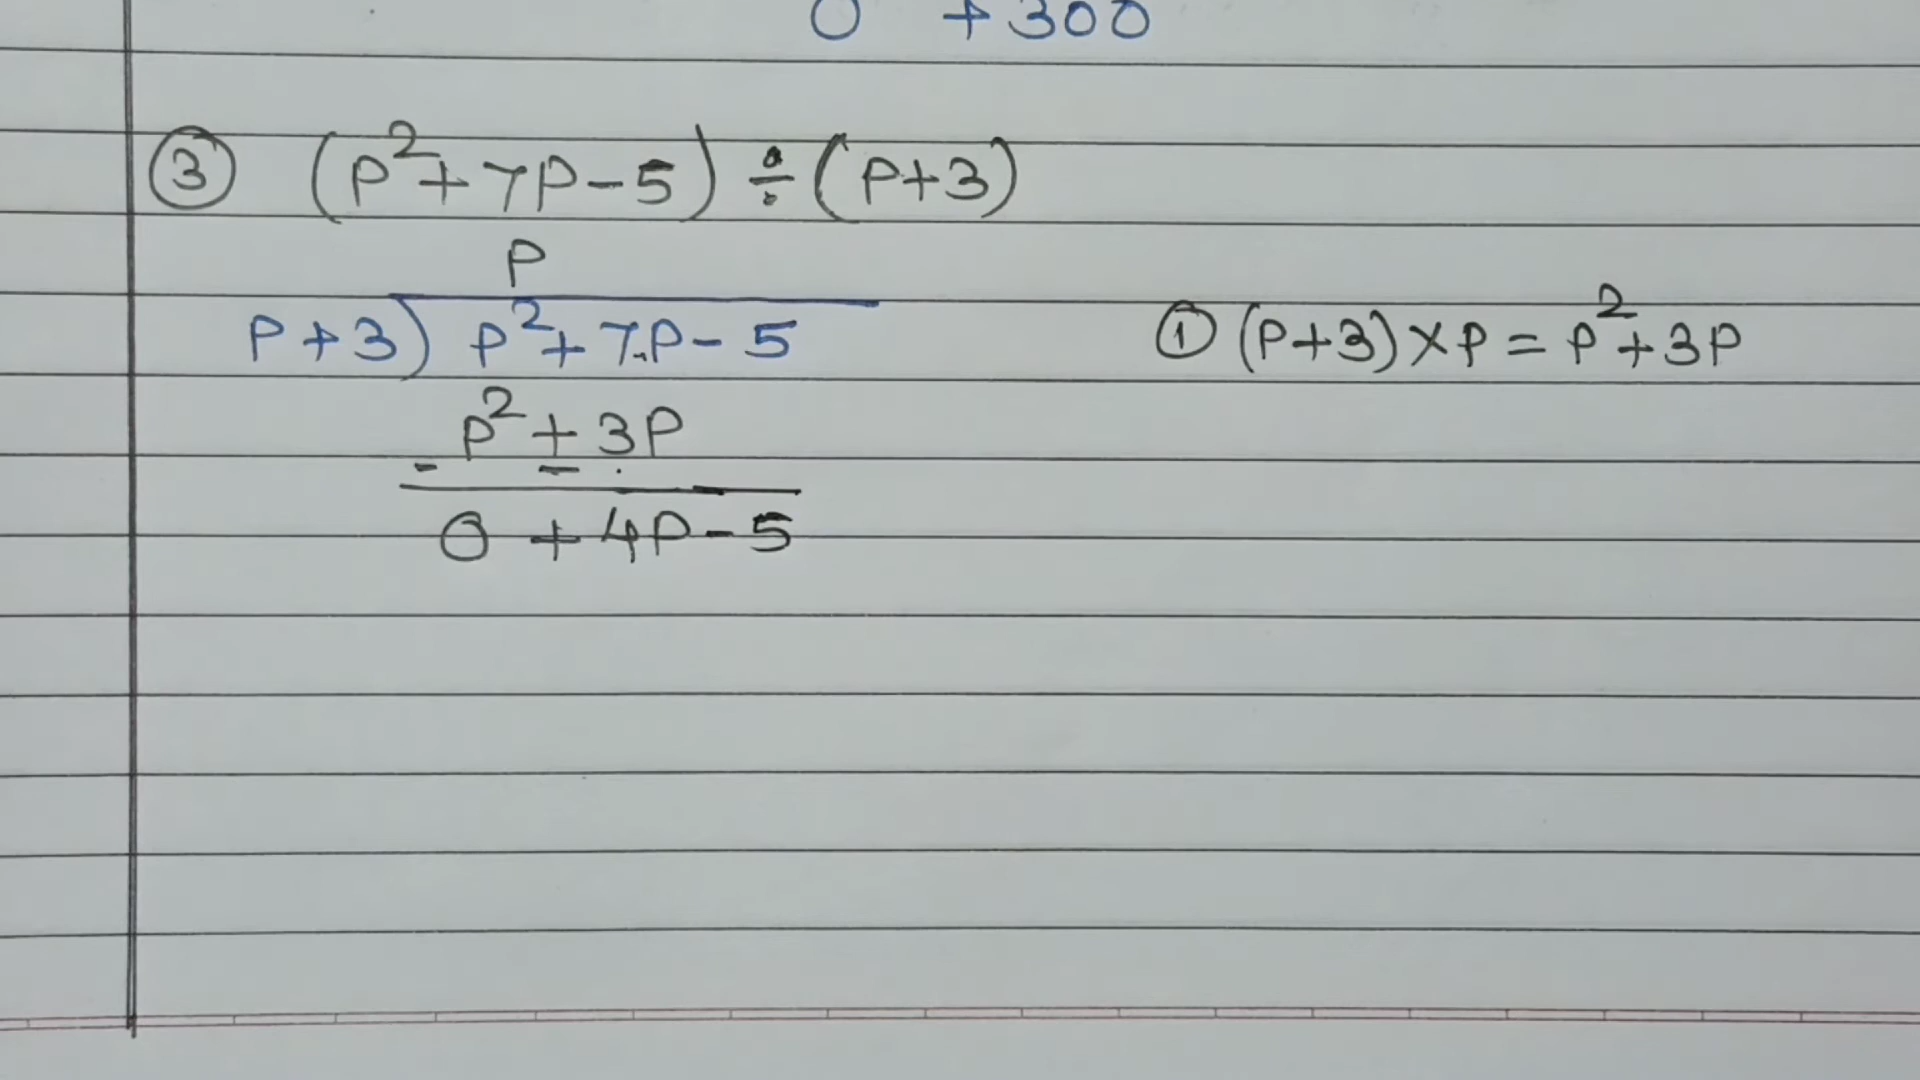 0 + 300
③ (P²+7P-5) ÷ (P+3)
P
P+3) P²+7P-5
① (P+3)×P = P²+3P
P² + 3P
- -
0 + 4P-5